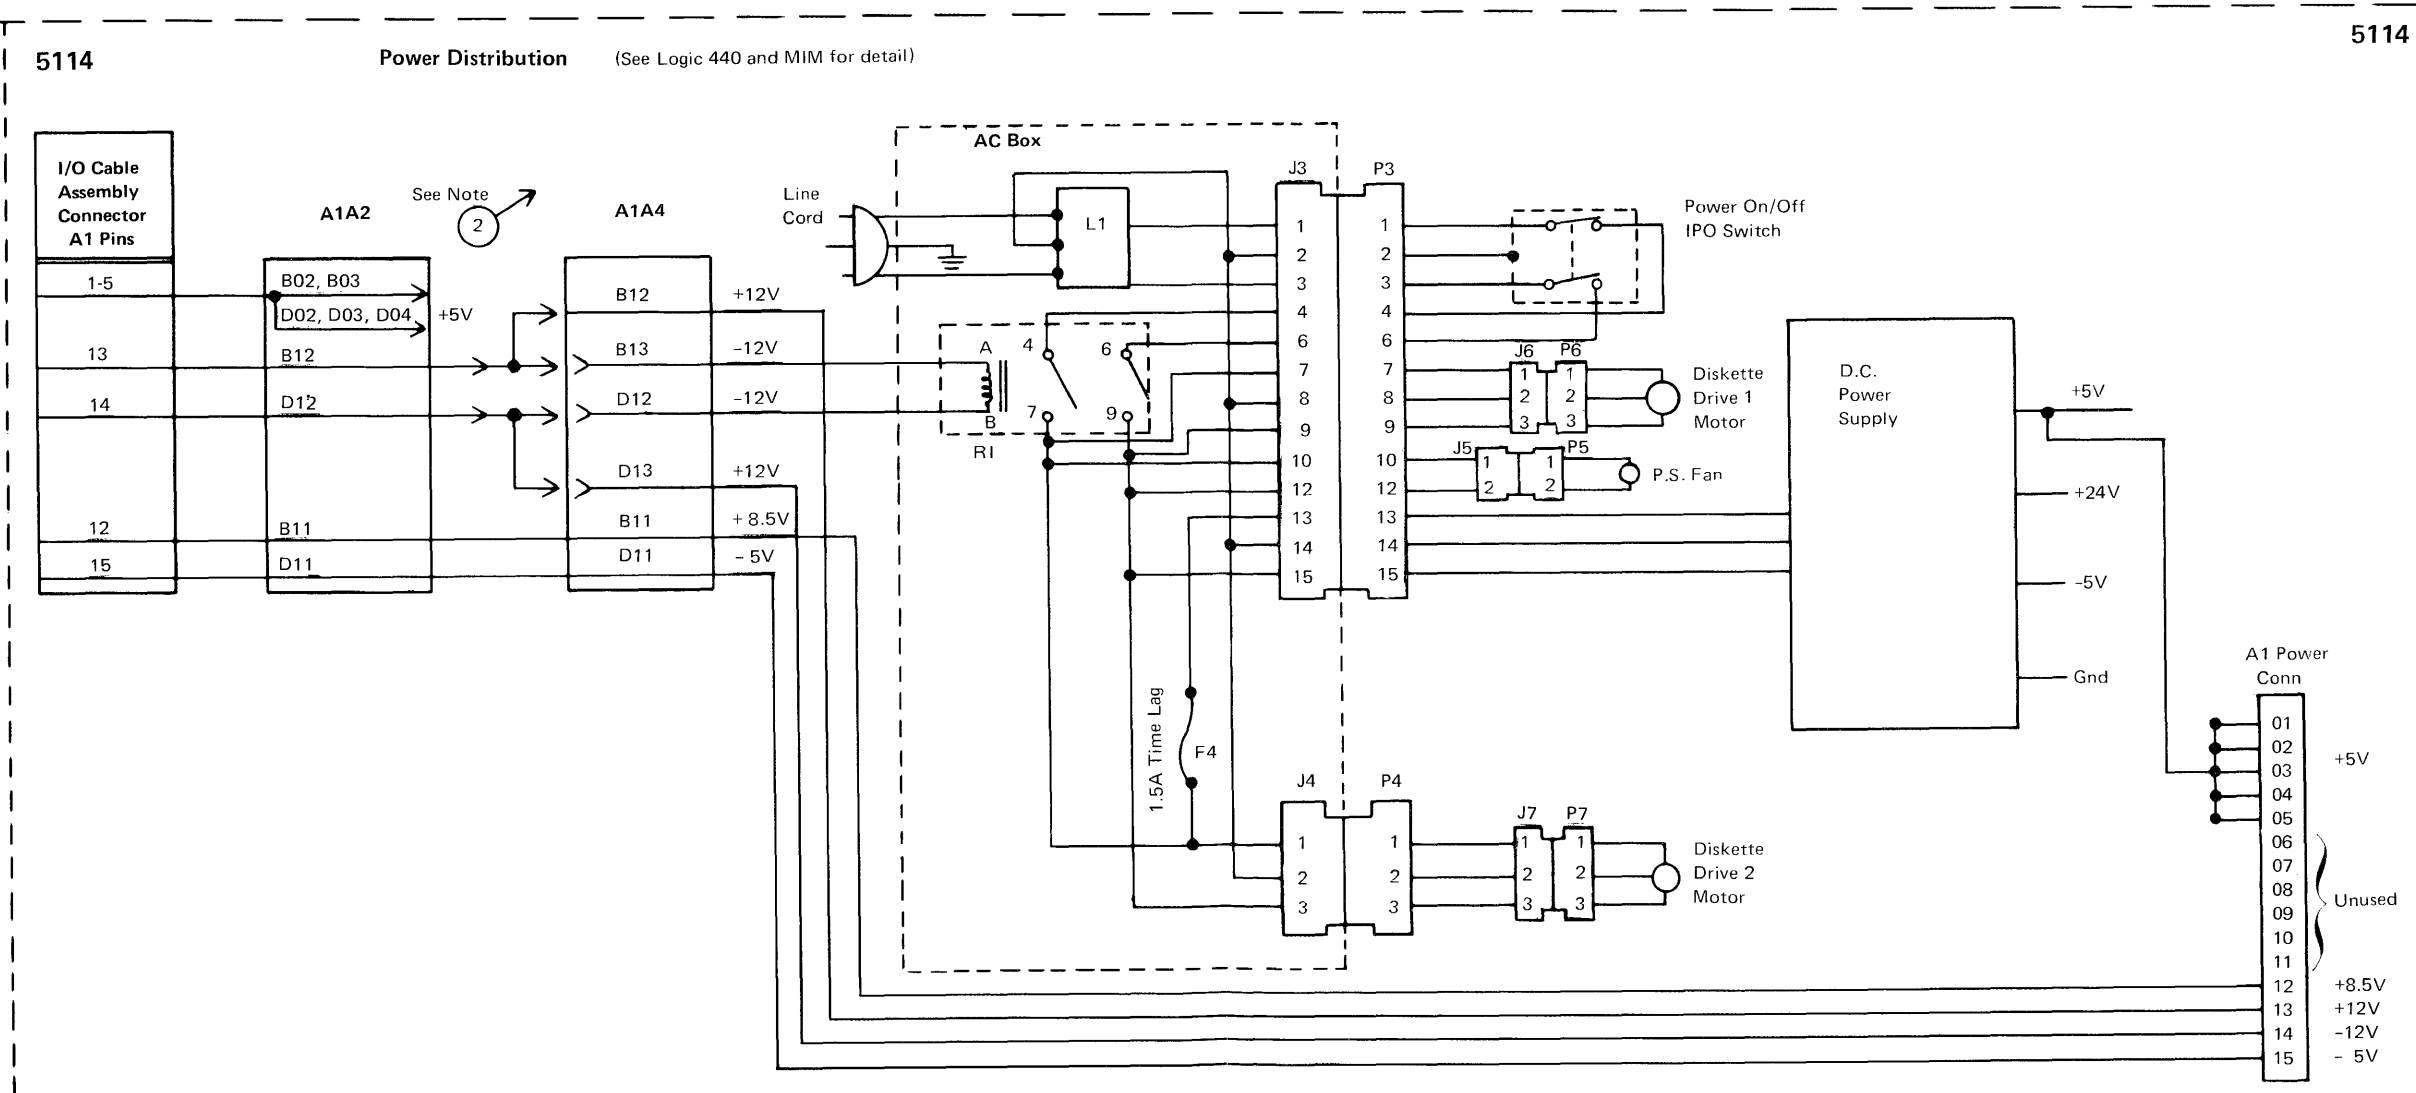 5114
Power Distribution (See Logic 440 and MIM for detail)
5114
I/O Cable
Assembly
Connector
A1 Pins
1-5
13
14
12
15
A1A2
B02, B03
D02, D03, D04
+5V
B12
D12
B11
D11
See Note
2
A1A4
B12
B13
D12
D13
B11
D11
+12V
-12V
-12V
+12V
+ 8.5V
- 5V
Line
Cord
AC Box
L1
A
B
4
6
7
9
R1
1.5A Time Lag
F4
J3
1
2
3
4
6
7
8
9
10
12
13
14
15
P3
1
2
3
4
6
7
8
9
10
12
13
14
15
Power On/Off
IPO Switch
J6
1
2
3
P6
1
2
3
Diskette
Drive 1
Motor
J5
1
2
P5
1
2
P.S. Fan
J4
1
2
3
P4
1
2
3
J7
1
2
3
P7
1
2
3
Diskette
Drive 2
Motor
D.C.
Power
Supply
+5V
+24V
-5V
Gnd
A1 Power
Conn
01
02
03
04
05
06
07
08
09
10
11
12
13
14
15
+5V
Unused
+8.5V
+12V
-12V
- 5V